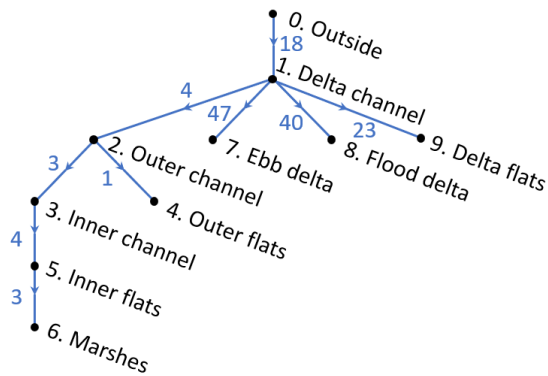 0. Outside
18
1. Delta channel
4
47
40
23
2. Outer channel
7. Ebb delta
8. Flood delta
9. Delta flats
3
1
3. Inner channel
4. Outer flats
4
5. Inner flats
3
6. Marshes